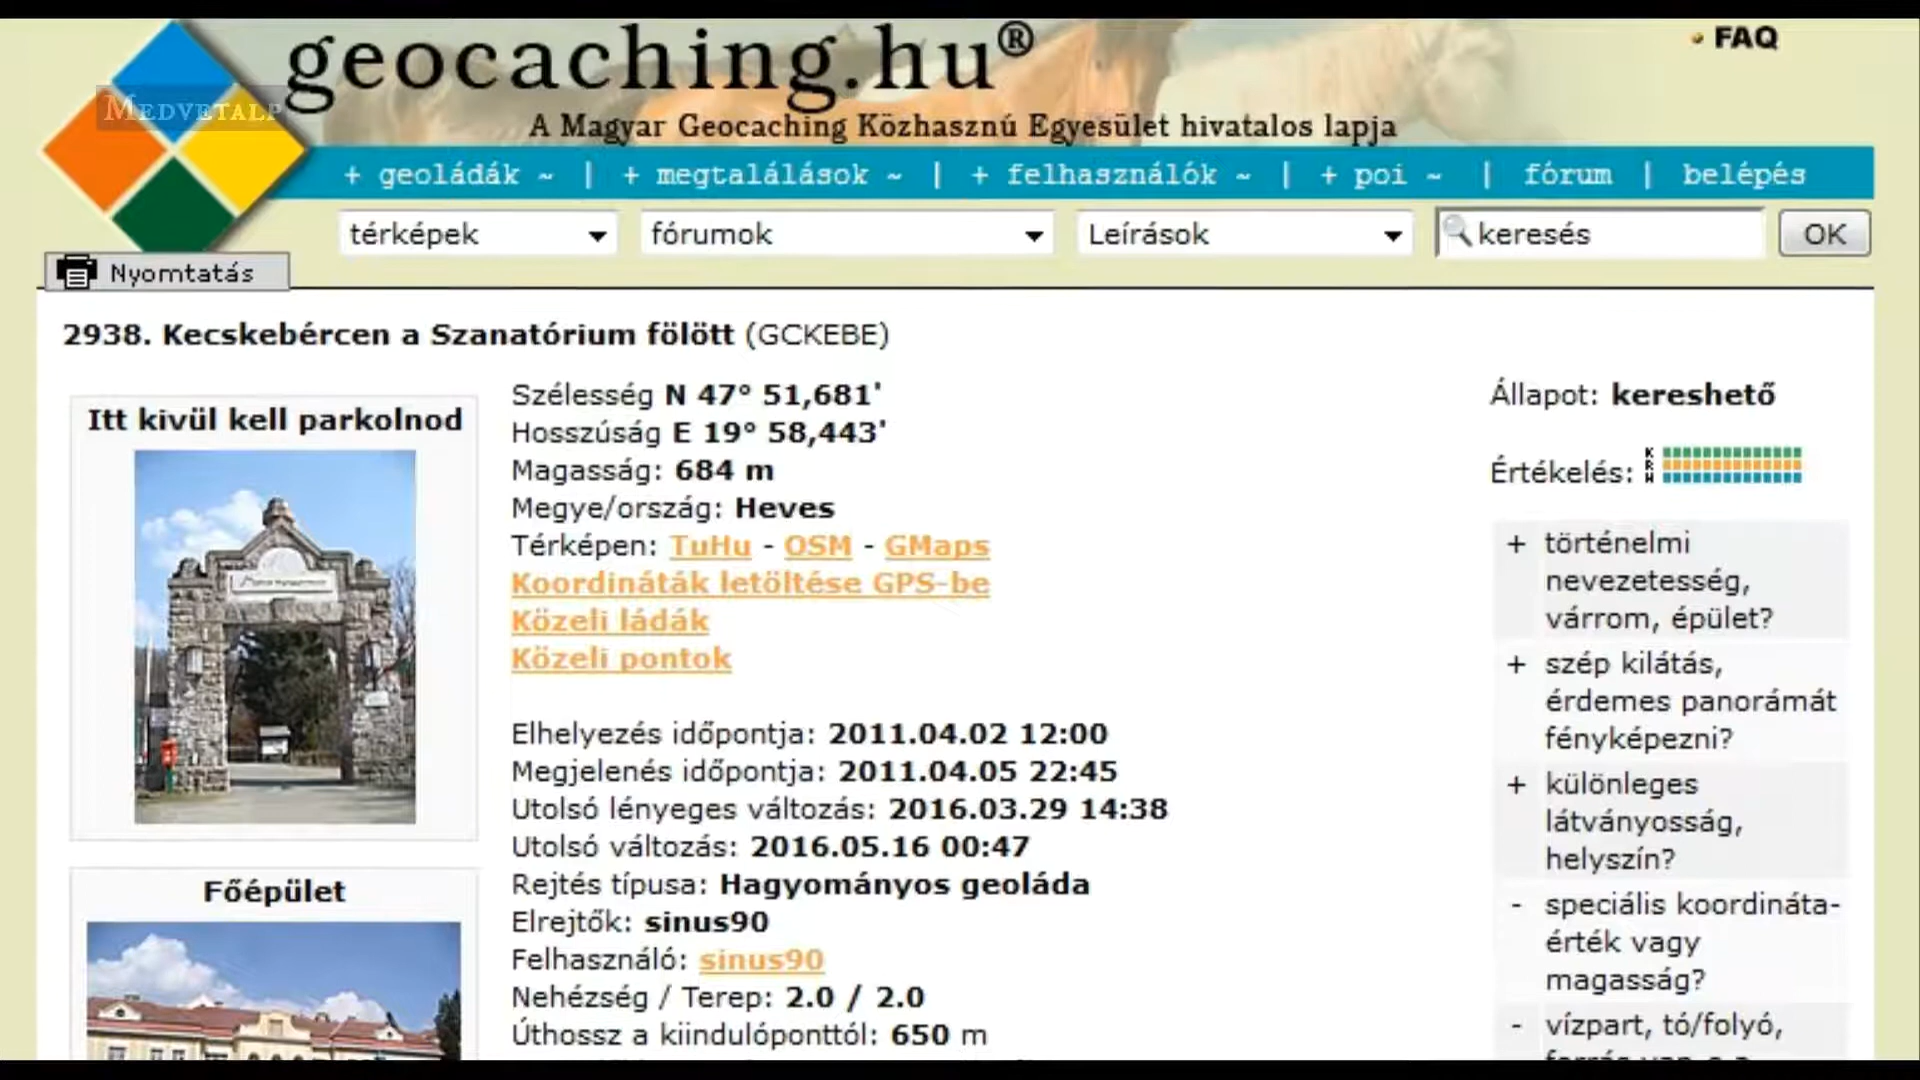 geocaching.hu®
FAQ
MEDVETALP
A Magyar Geocaching Közhasznú Egyesület hivatalos lapja
+ geoládák ~ | + megtalálások ~ | + felhasználók ~ | + poi ~ | fórum | belépés
térképek
fórumok
Leírások
keresés
OK
Nyomtatás
2938. Kecskebércen a Szanatórium fölött (GCKEBE)
Itt kivül kell parkolnod
Főépület
Szélesség N 47° 51,681'
Hosszúság E 19° 58,443'
Magasság: 684 m
Megye/ország: Heves
Térképen: TuHu - OSM - GMaps
Koordináták letöltése GPS-be
Közeli ládák
Közeli pontok
Elhelyezés időpontja: 2011.04.02 12:00
Megjelenés időpontja: 2011.04.05 22:45
Utolsó lényeges változás: 2016.03.29 14:38
Utolsó változás: 2016.05.16 00:47
Rejtés típusa: Hagyományos geoláda
Elrejtők: sinus90
Felhasználó: sinus90
Nehézség / Terep: 2.0 / 2.0
Úthossz a kiindulóponttól: 650 m
Állapot: kereshető
Értékelés: K R W
+ történelmi
nevezetesség,
várrom, épület?
+ szép kilátás,
érdemes panorámát
fényképezni?
+ különleges
látványosság,
helyszín?
- speciális koordináta-
érték vagy
magasság?
- vízpart, tó/folyó,